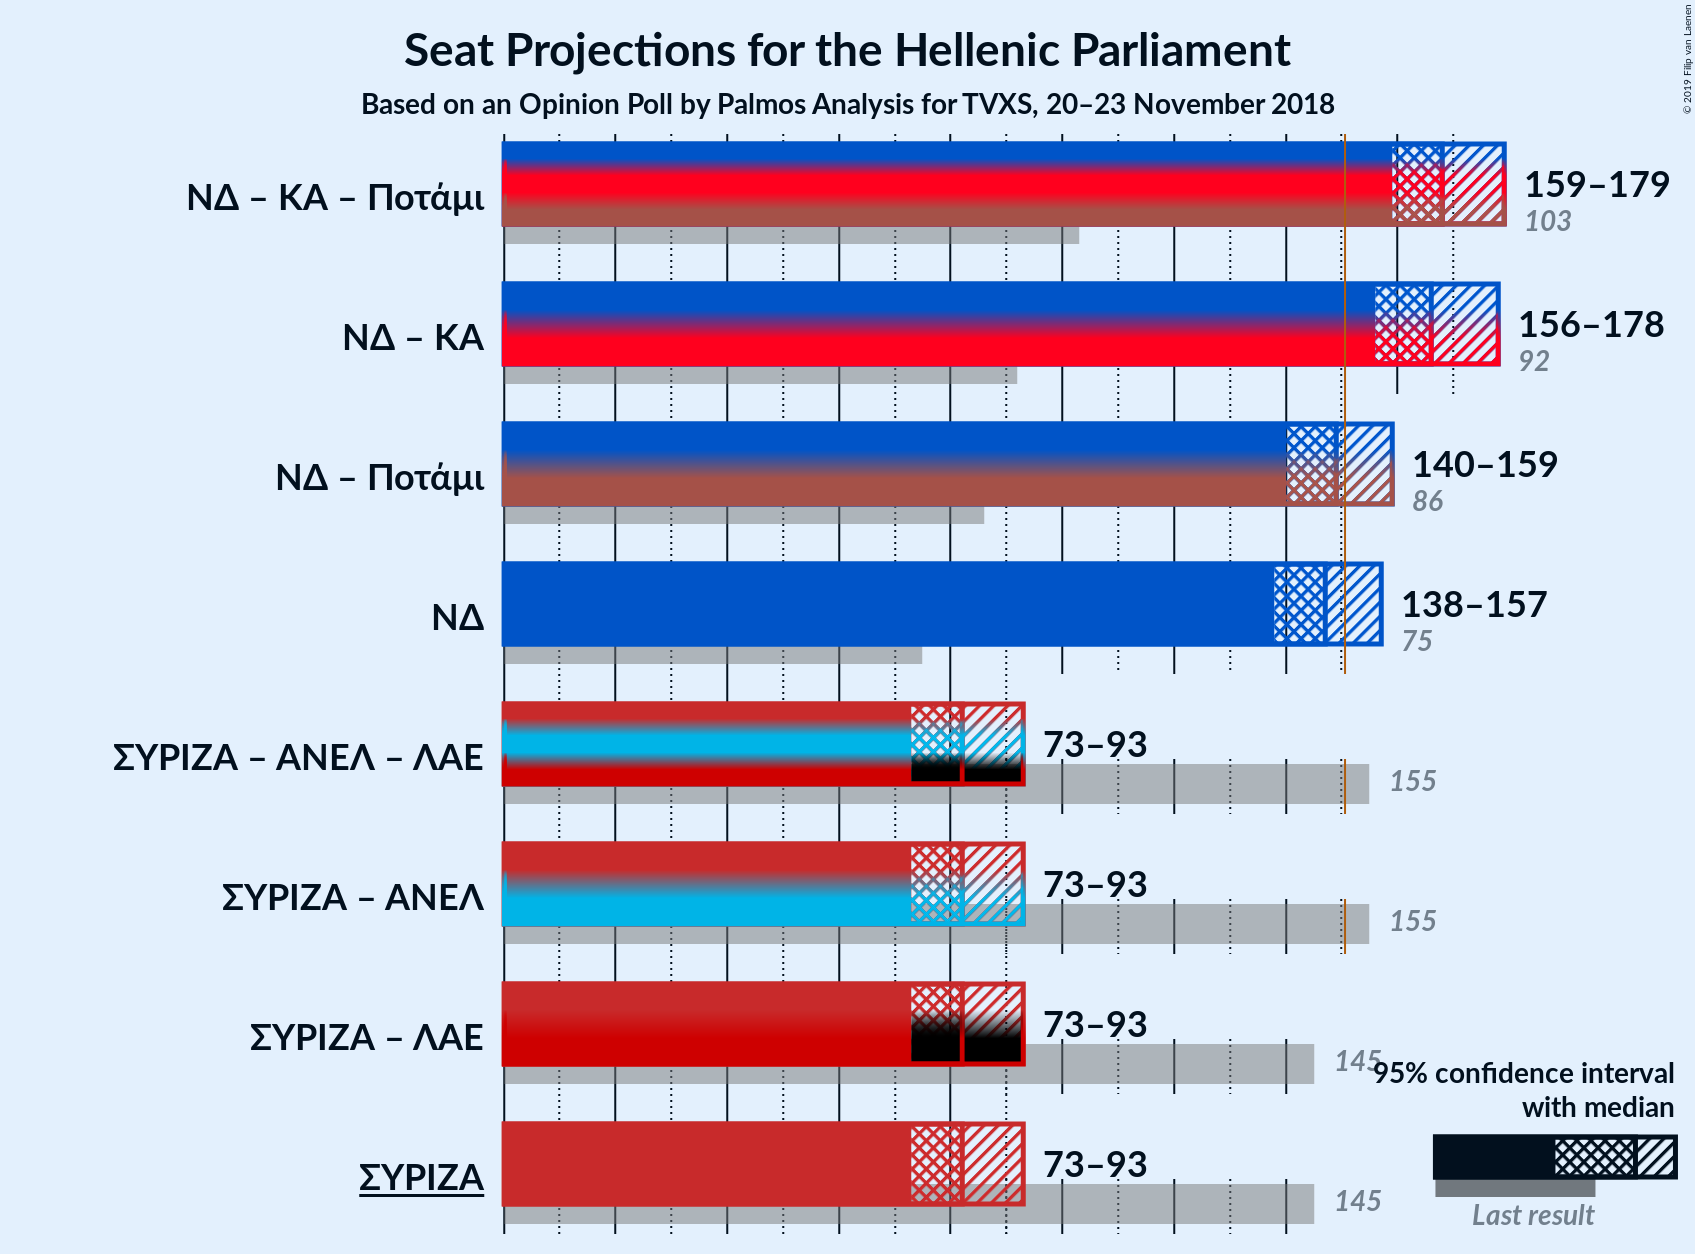 Seat Projections for the Hellenic Parliament
Based on an Opinion Poll by Palmos Analysis for TVXS, 20–23 November 2018
© 2019 Filip van Laenen
ΝΔ – ΚΑ – Ποτάμι
159–179
103
ΝΔ – ΚΑ
156–178
92
ΝΔ – Ποτάμι
140–159
86
ΝΔ
138–157
75
ΣΥΡΙΖΑ – ΑΝΕΛ – ΛΑΕ
73–93
155
ΣΥΡΙΖΑ – ΑΝΕΛ
73–93
155
ΣΥΡΙΖΑ – ΛΑΕ
73–93
145
ΣΥΡΙΖΑ
73–93
145
95% confidence interval
with median
Last result